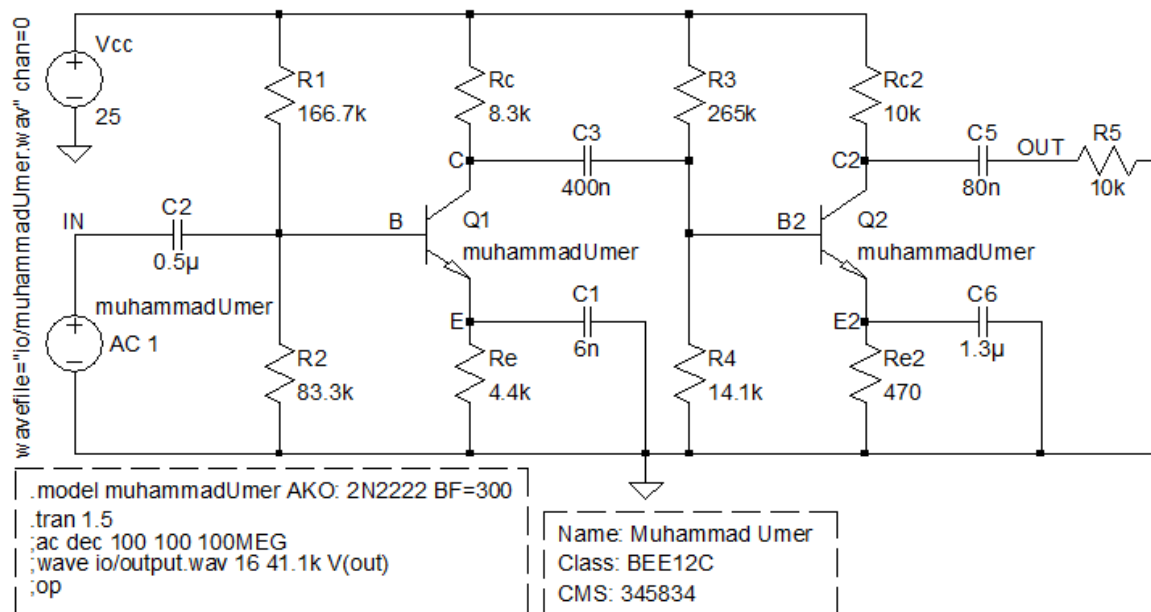 wavefile="io/muhammadUmer.wav" chan=0
Vcc
25
R1
166.7k
Rc
8.3k
R3
265k
Rc2
10k
C3
400n
C
C5
80n
C2
OUT
R5
10k
IN
C2
0.5µ
B
Q1
muhammadUmer
B2
Q2
muhammadUmer
muhammadUmer
AC 1
R2
83.3k
E
C1
6n
Re
4.4k
R4
14.1k
E2
C6
1.3µ
Re2
470
.model muhammadUmer AKO: 2N2222 BF=300
.tran 1.5
;ac dec 100 100 100MEG
;wave io/output.wav 16 41.1k V(out)
;op
Name: Muhammad Umer
Class: BEE12C
CMS: 345834